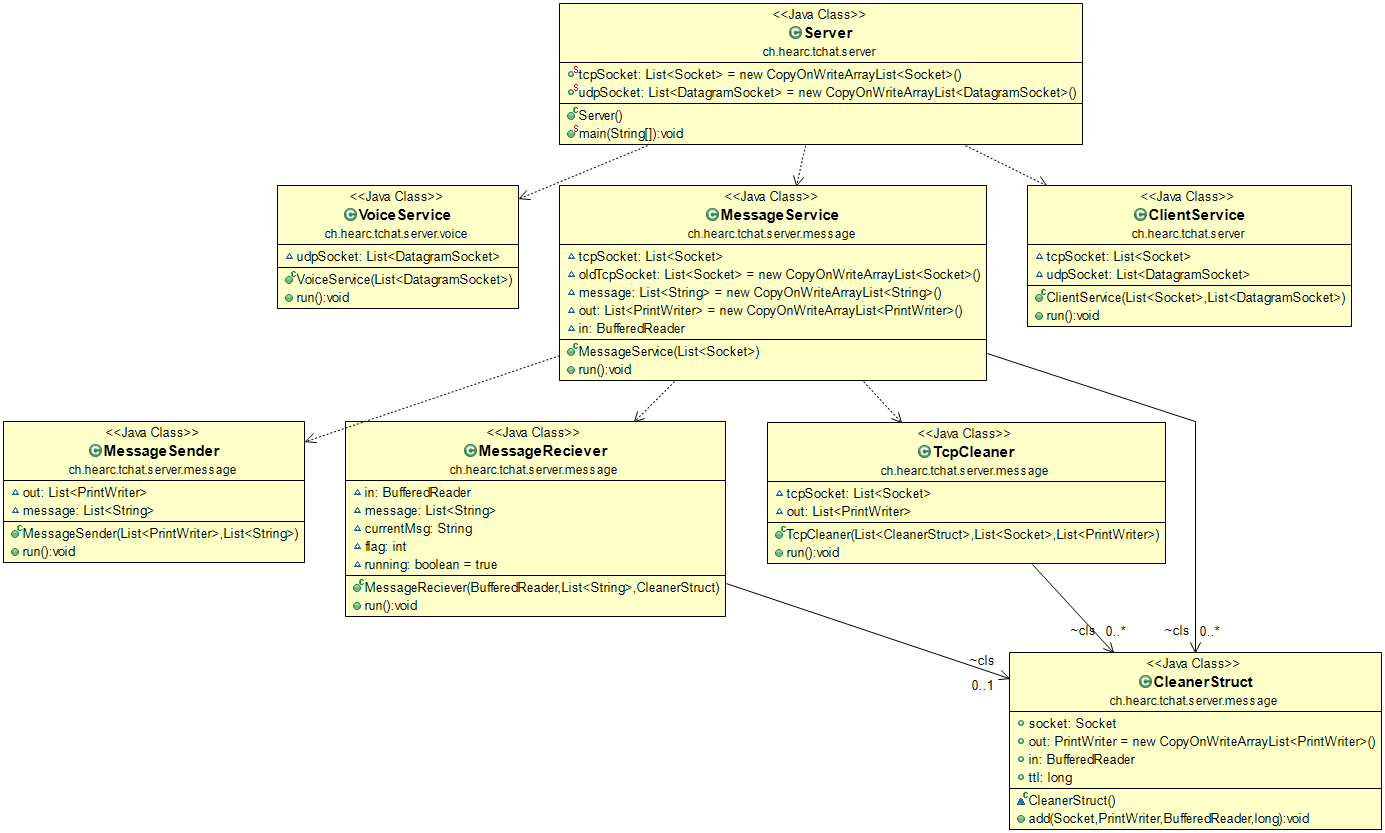 <<Java Class>>
Server
ch.hearc.tchat.server
tcpSocket: List<Socket> = new CopyOnWriteArrayList<Socket>()
udpSocket: List<DatagramSocket> = new CopyOnWriteArrayList<DatagramSocket>()
Server()
main(String[]):void
<<Java Class>>
VoiceService
ch.hearc.tchat.server.voice
udpSocket: List<DatagramSocket>
VoiceService(List<DatagramSocket>)
run():void
<<Java Class>>
MessageService
ch.hearc.tchat.server.message
tcpSocket: List<Socket>
oldTcpSocket: List<Socket> = new CopyOnWriteArrayList<Socket>()
message: List<String> = new CopyOnWriteArrayList<String>()
out: List<PrintWriter> = new CopyOnWriteArrayList<PrintWriter>()
in: BufferedReader
MessageService(List<Socket>)
run():void
<<Java Class>>
ClientService
ch.hearc.tchat.server
tcpSocket: List<Socket>
udpSocket: List<DatagramSocket>
ClientService(List<Socket>,List<DatagramSocket>)
run():void
<<Java Class>>
MessageSender
ch.hearc.tchat.server.message
out: List<PrintWriter>
message: List<String>
MessageSender(List<PrintWriter>,List<String>)
run():void
<<Java Class>>
MessageReciever
ch.hearc.tchat.server.message
in: BufferedReader
message: List<String>
currentMsg: String
flag: int
running: boolean = true
MessageReciever(BufferedReader,List<String>,CleanerStruct)
run():void
<<Java Class>>
TcpCleaner
ch.hearc.tchat.server.message
tcpSocket: List<Socket>
out: List<PrintWriter>
TcpCleaner(List<CleanerStruct>,List<Socket>,List<PrintWriter>)
run():void
~cls 0..*
~cls 0..*
~cls
0..1
<<Java Class>>
CleanerStruct
ch.hearc.tchat.server.message
socket: Socket
out: PrintWriter = new CopyOnWriteArrayList<PrintWriter>()
in: BufferedReader
ttl: long
CleanerStruct()
add(Socket,PrintWriter,BufferedReader,long):void